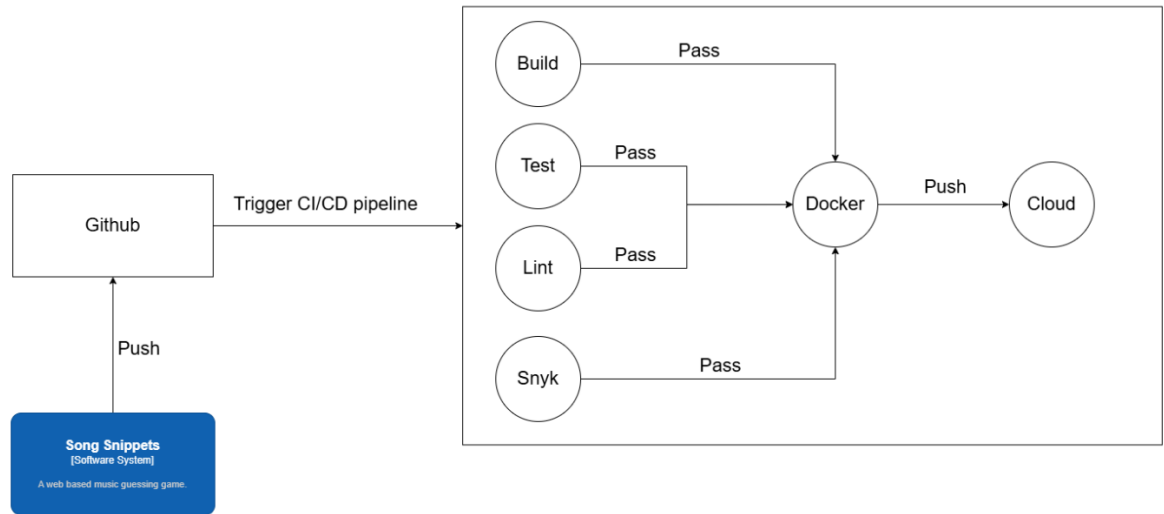 Build
Pass
Test
Pass
Github
Trigger CI/CD pipeline
Docker
Push
Cloud
Lint
Pass
Push
Snyk
Pass
Song Snippets
[Software System]
A web based music guessing game.